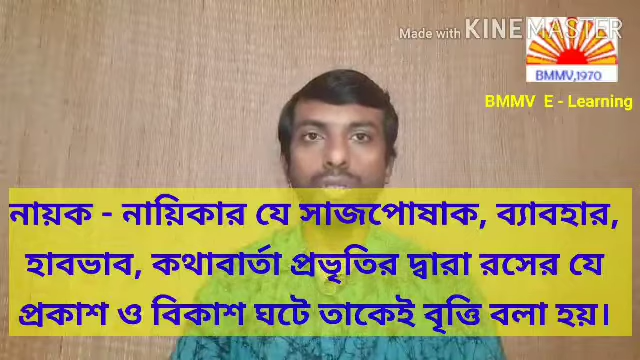 Made with KINEMASTER
BMMV,1970
BMMV E - Learning
নায়ক - নায়িকার যে সাজপোষাক, ব্যাবহার,
হাবভাব, কথাবার্তা প্রভৃতির দ্বারা রসের যে
প্রকাশ ও বিকাশ ঘটে তাকেই বৃত্তি বলা হয়।